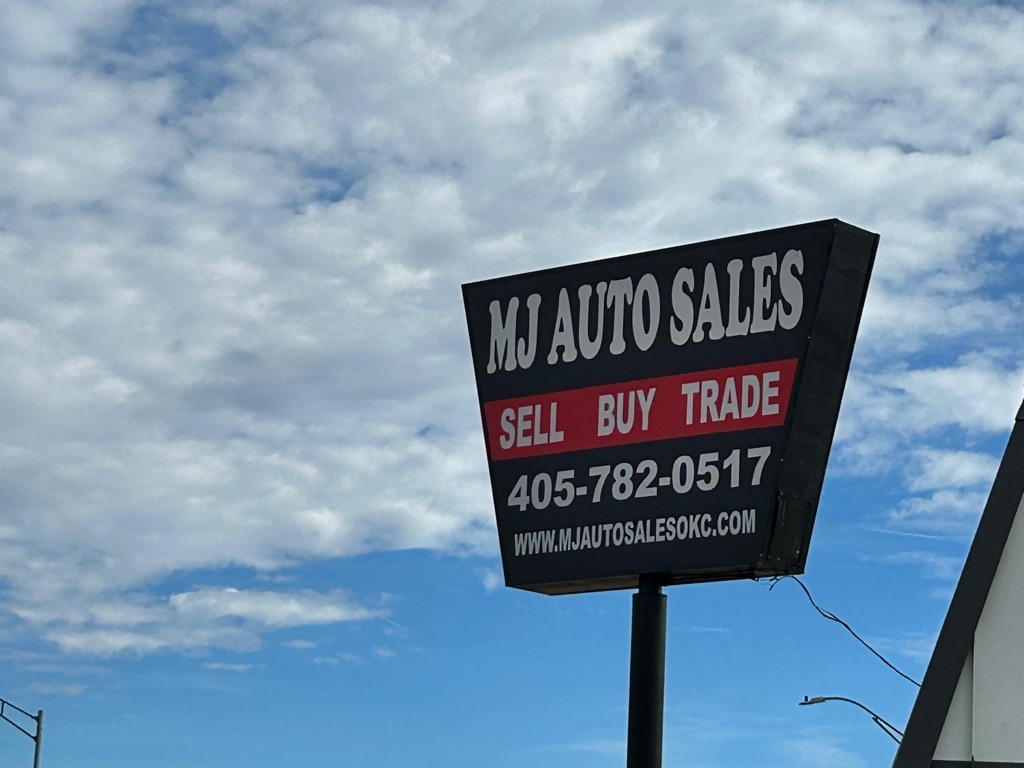 MJ AUTO SALES
SELL BUY TRADE
405-782-0517
WWW.MJAUTOSALESOKC.COM